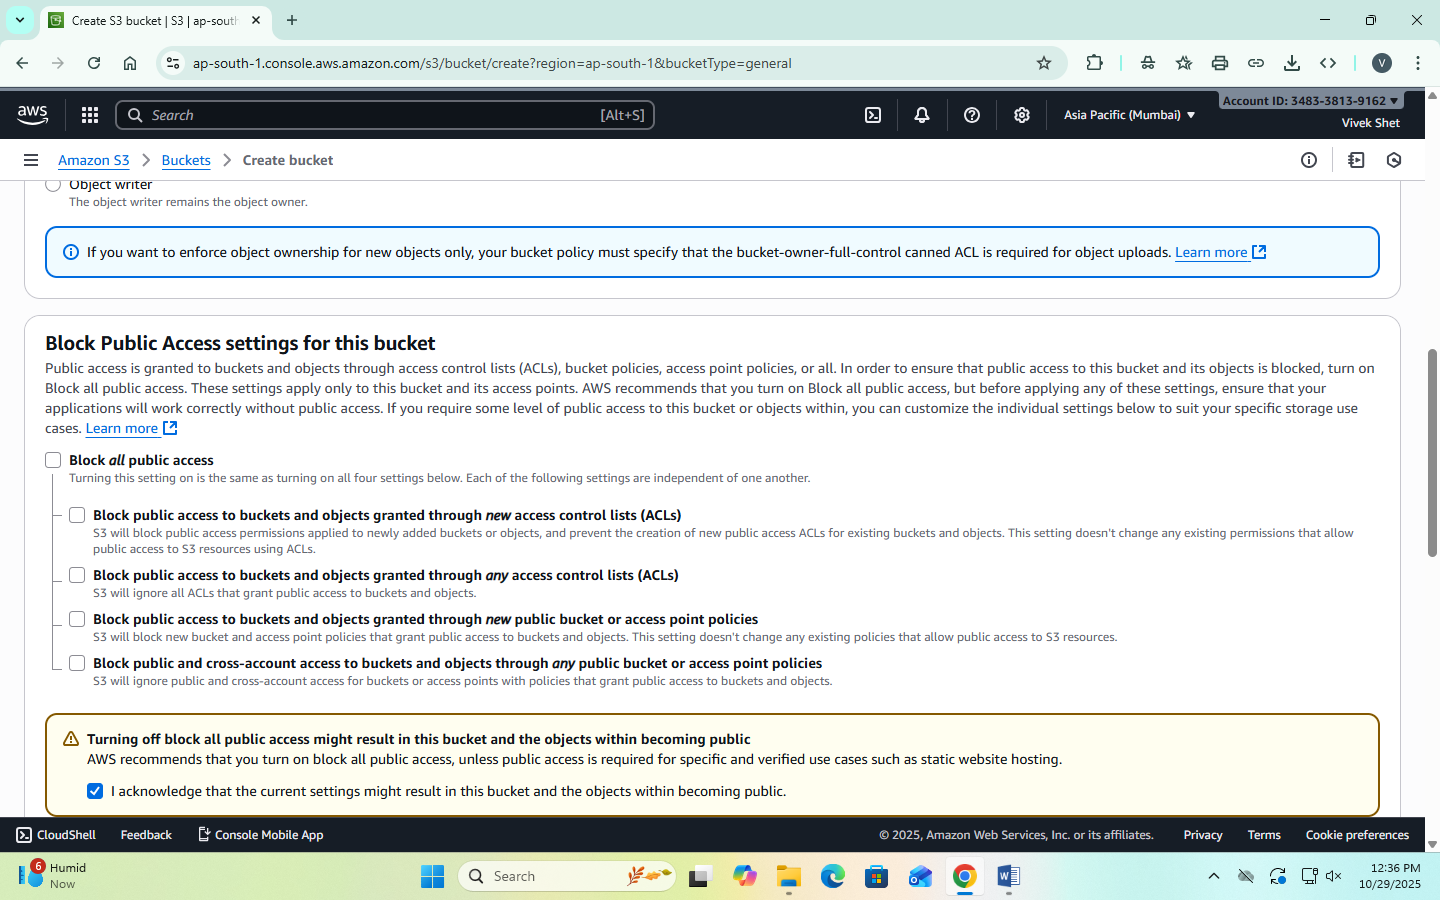 Create S3 bucket | S3 | ap-south
ap-south-1.console.aws.amazon.com/s3/bucket/create?region=ap-south-1&bucketType=general
V
aws
Search
[Alt+S]
Asia Pacific (Mumbai)
Account ID: 3483-3813-9162
Vivek Shet
Amazon S3
Buckets
Create bucket
Object writer
The object writer remains the object owner.
If you want to enforce object ownership for new objects only, your bucket policy must specify that the bucket-owner-full-control canned ACL is required for object uploads. Learn more
Block Public Access settings for this bucket
Public access is granted to buckets and objects through access control lists (ACLs), bucket policies, access point policies, or all. In order to ensure that public access to this bucket and its objects is blocked, turn on
Block all public access. These settings apply only to this bucket and its access points. AWS recommends that you turn on Block all public access, but before applying any of these settings, ensure that your
applications will work correctly without public access. If you require some level of public access to this bucket or objects within, you can customize the individual settings below to suit your specific storage use
cases. Learn more
Block all public access
Turning this setting on is the same as turning on all four settings below. Each of the following settings are independent of one another.
Block public access to buckets and objects granted through new access control lists (ACLs)
S3 will block public access permissions applied to newly added buckets or objects, and prevent the creation of new public access ACLs for existing buckets and objects. This setting doesn't change any existing permissions that allow
public access to S3 resources using ACLs.
Block public access to buckets and objects granted through any access control lists (ACLs)
S3 will ignore all ACLs that grant public access to buckets and objects.
Block public access to buckets and objects granted through new public bucket or access point policies
S3 will block new bucket and access point policies that grant public access to buckets and objects. This setting doesn't change any existing policies that allow public access to S3 resources.
Block public and cross-account access to buckets and objects through any public bucket or access point policies
S3 will ignore public and cross-account access for buckets or access points with policies that grant public access to buckets and objects.
Turning off block all public access might result in this bucket and the objects within becoming public
AWS recommends that you turn on block all public access, unless public access is required for specific and verified use cases such as static website hosting.
I acknowledge that the current settings might result in this bucket and the objects within becoming public.
CloudShell
Feedback
Console Mobile App
© 2025, Amazon Web Services, Inc. or its affiliates.
Privacy
Terms
Cookie preferences
6
Humid
Now
Search
12:36 PM
10/29/2025